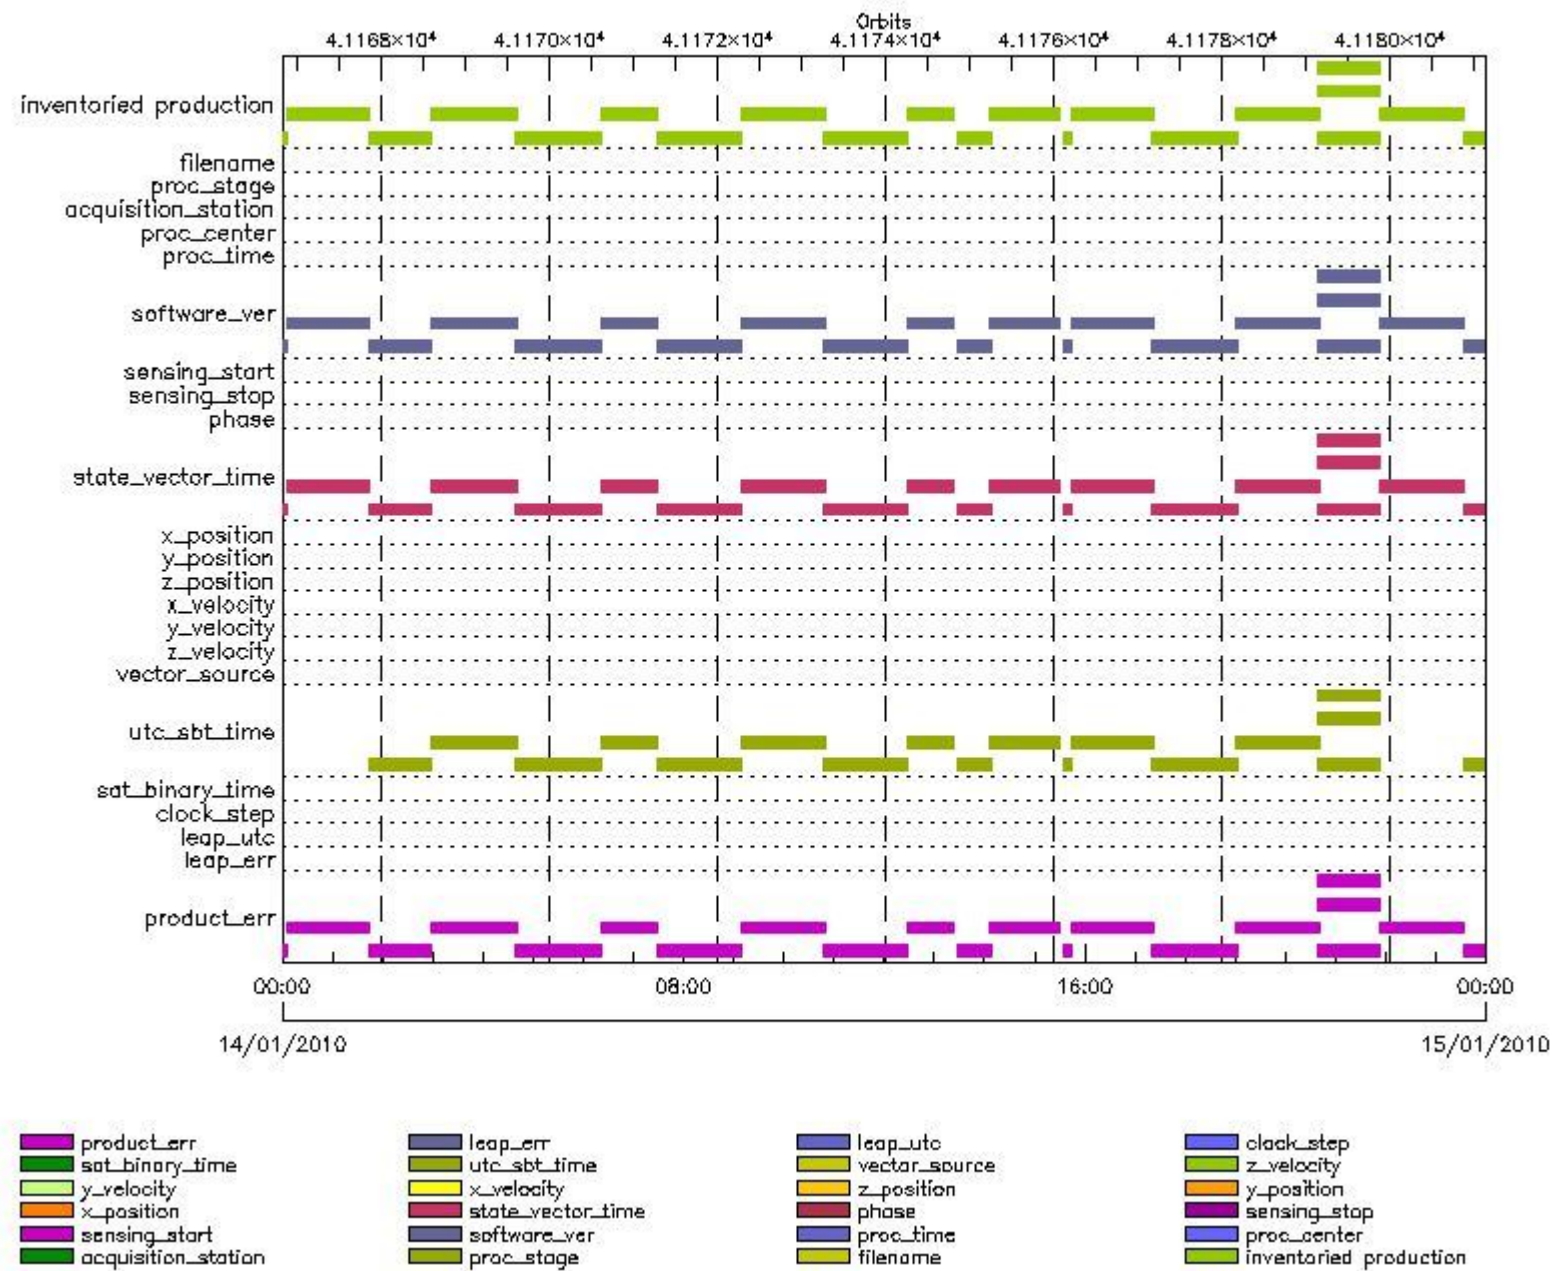 Orbits
4.1168×10⁴ 4.1170×10⁴ 4.1172×10⁴ 4.1174×10⁴ 4.1176×10⁴ 4.1178×10⁴ 4.1180×10⁴
inventoried production
filename
proc_stage
acquisition_station
proc_center
proc_time
software_ver
sensing_start
sensing_stop
phase
state_vector_time
x_position
y_position
z_position
x_velocity
y_velocity
z_velocity
vector_source
utc_sbt_time
sat_binary_time
clock_step
leap_utc
leap_err
product_err
00:00 08:00 16:00 00:00
14/01/2010 15/01/2010
product_err leap_err leap_utc clock_step
sat_binary_time utc_sbt_time vector_source z_velocity
y_velocity x_velocity z_position y_position
x_position state_vector_time phase sensing_stop
sensing_start software_ver proc_time proc_center
acquisition_station proc_stage filename inventoried production